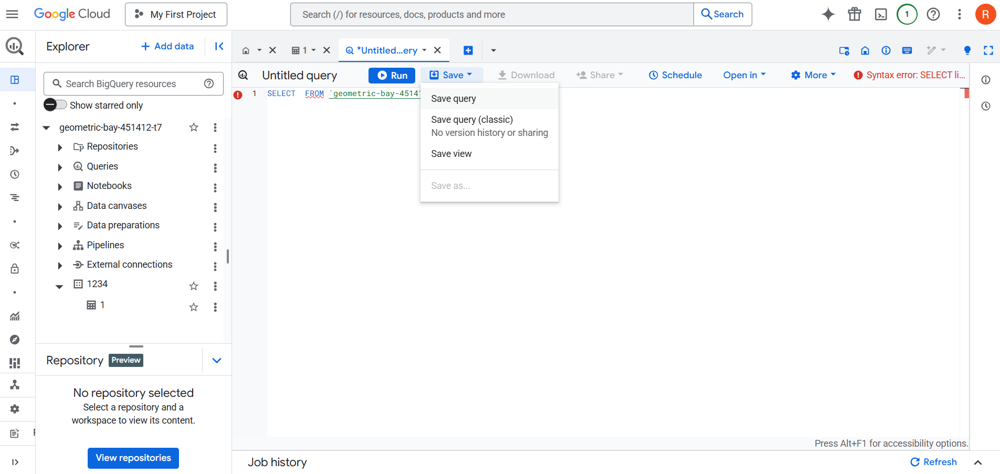 Google Cloud
My First Project
Search (/) for resources, docs, products and more
Search
1
R
Explorer
Add data
1
*Untitled...ery
Search BigQuery resources
Show starred only
geometric-bay-451412-t7
Repositories
Queries
Notebooks
Data canvases
Data preparations
Pipelines
External connections
1234
1
Repository Preview
No repository selected
Select a repository and a
workspace to view its content.
View repositories
Untitled query
Run
Save
Download
Share
Schedule
Open in
More
Syntax error: SELECT li...
1 SELECT FROM `geometric-bay-45141
Save query
Save query (classic)
No version history or sharing
Save view
Save as...
Press Alt+F1 for accessibility options.
Job history
Refresh